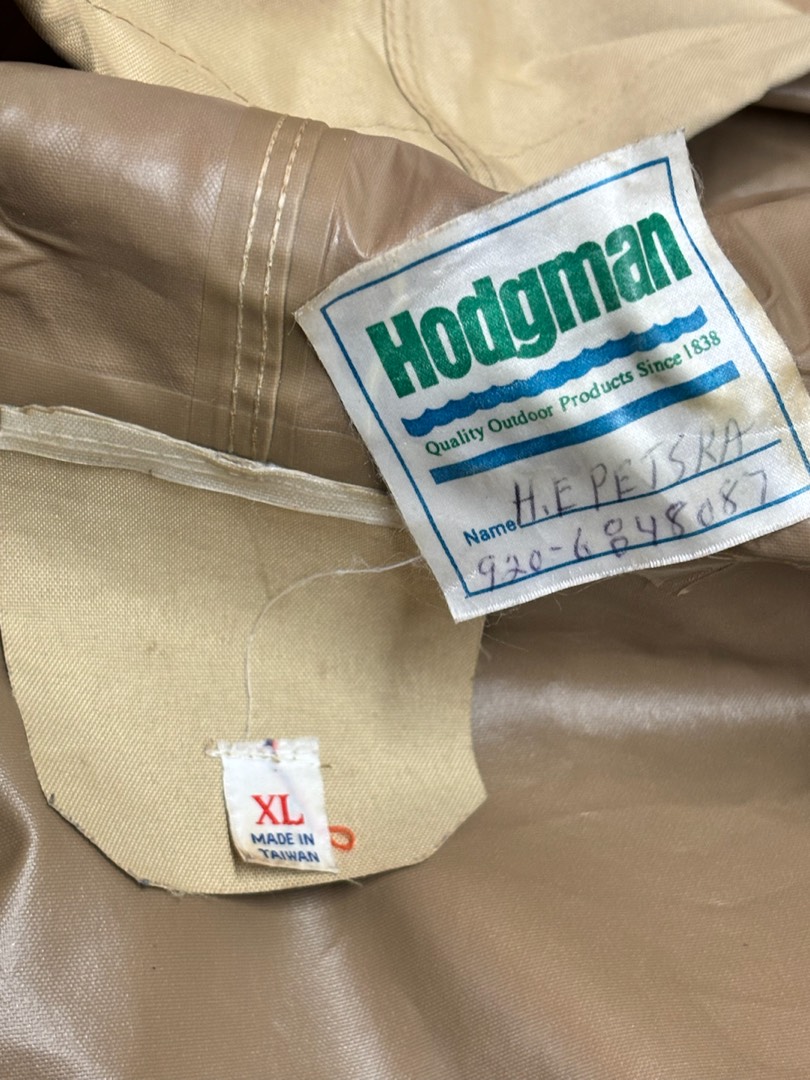 Hodgman
Quality Outdoor Products Since 1838
Name H.E PETSKA
920-6848087
XL
MADE IN
TAIWAN